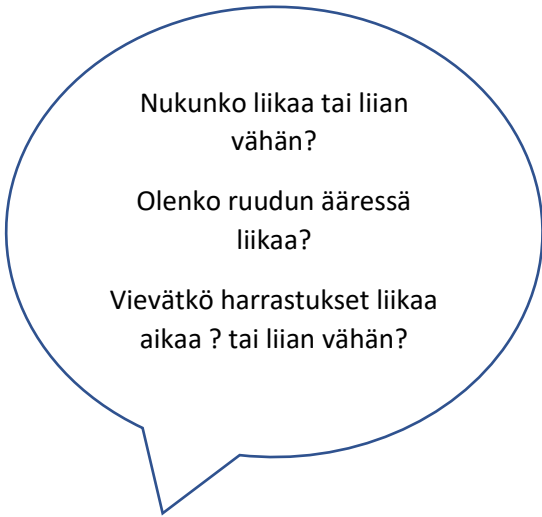 Nukunko liikaa tai liian
vähän?
Olenko ruudun ääressä
liikaa?
Vievätkö harrastukset liikaa
aikaa ? tai liian vähän?